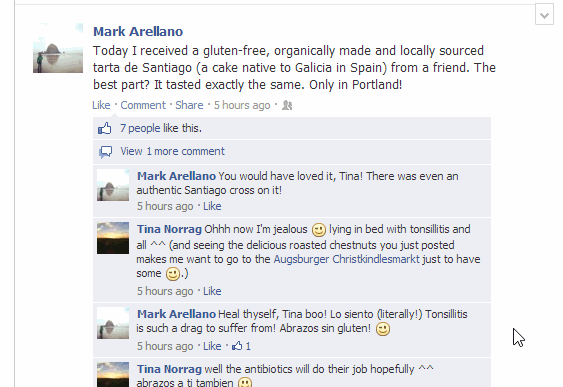 Mark Arellano
Today I received a gluten-free, organically made and locally sourced
tarta de Santiago (a cake native to Galicia in Spain) from a friend. The
best part? It tasted exactly the same. Only in Portland!
Like · Comment · Share · 5 hours ago ·
7 people like this.
View 1 more comment
Mark Arellano You would have loved it, Tina! There was even an
authentic Santiago cross on it!
5 hours ago · Like
Tina Norrag Ohhh now I'm jealous lying in bed with tonsillitis and
all ^^ (and seeing the delicious roasted chestnuts you just posted
makes me want to go to the Augsburger Christkindlesmarkt just to have
some .)
5 hours ago · Like
Mark Arellano Heal thyself, Tina boo! Lo siento (literally!) Tonsillitis
is such a drag to suffer from! Abrazos sin gluten!
5 hours ago · Like · 1
Tina Norrag well the antibiotics will do their job hopefully ^^
abrazos a ti tambien